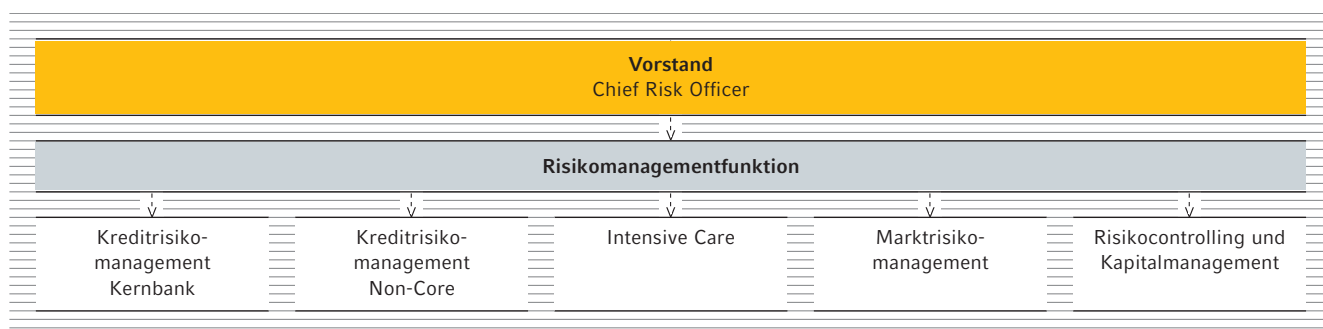 Vorstand
Chief Risk Officer
Risikomanagementfunktion
Kreditrisiko-
management
Kernbank
Kreditrisiko-
management
Non-Core
Intensive Care
Marktrisiko-
management
Risikocontrolling und
Kapitalmanagement